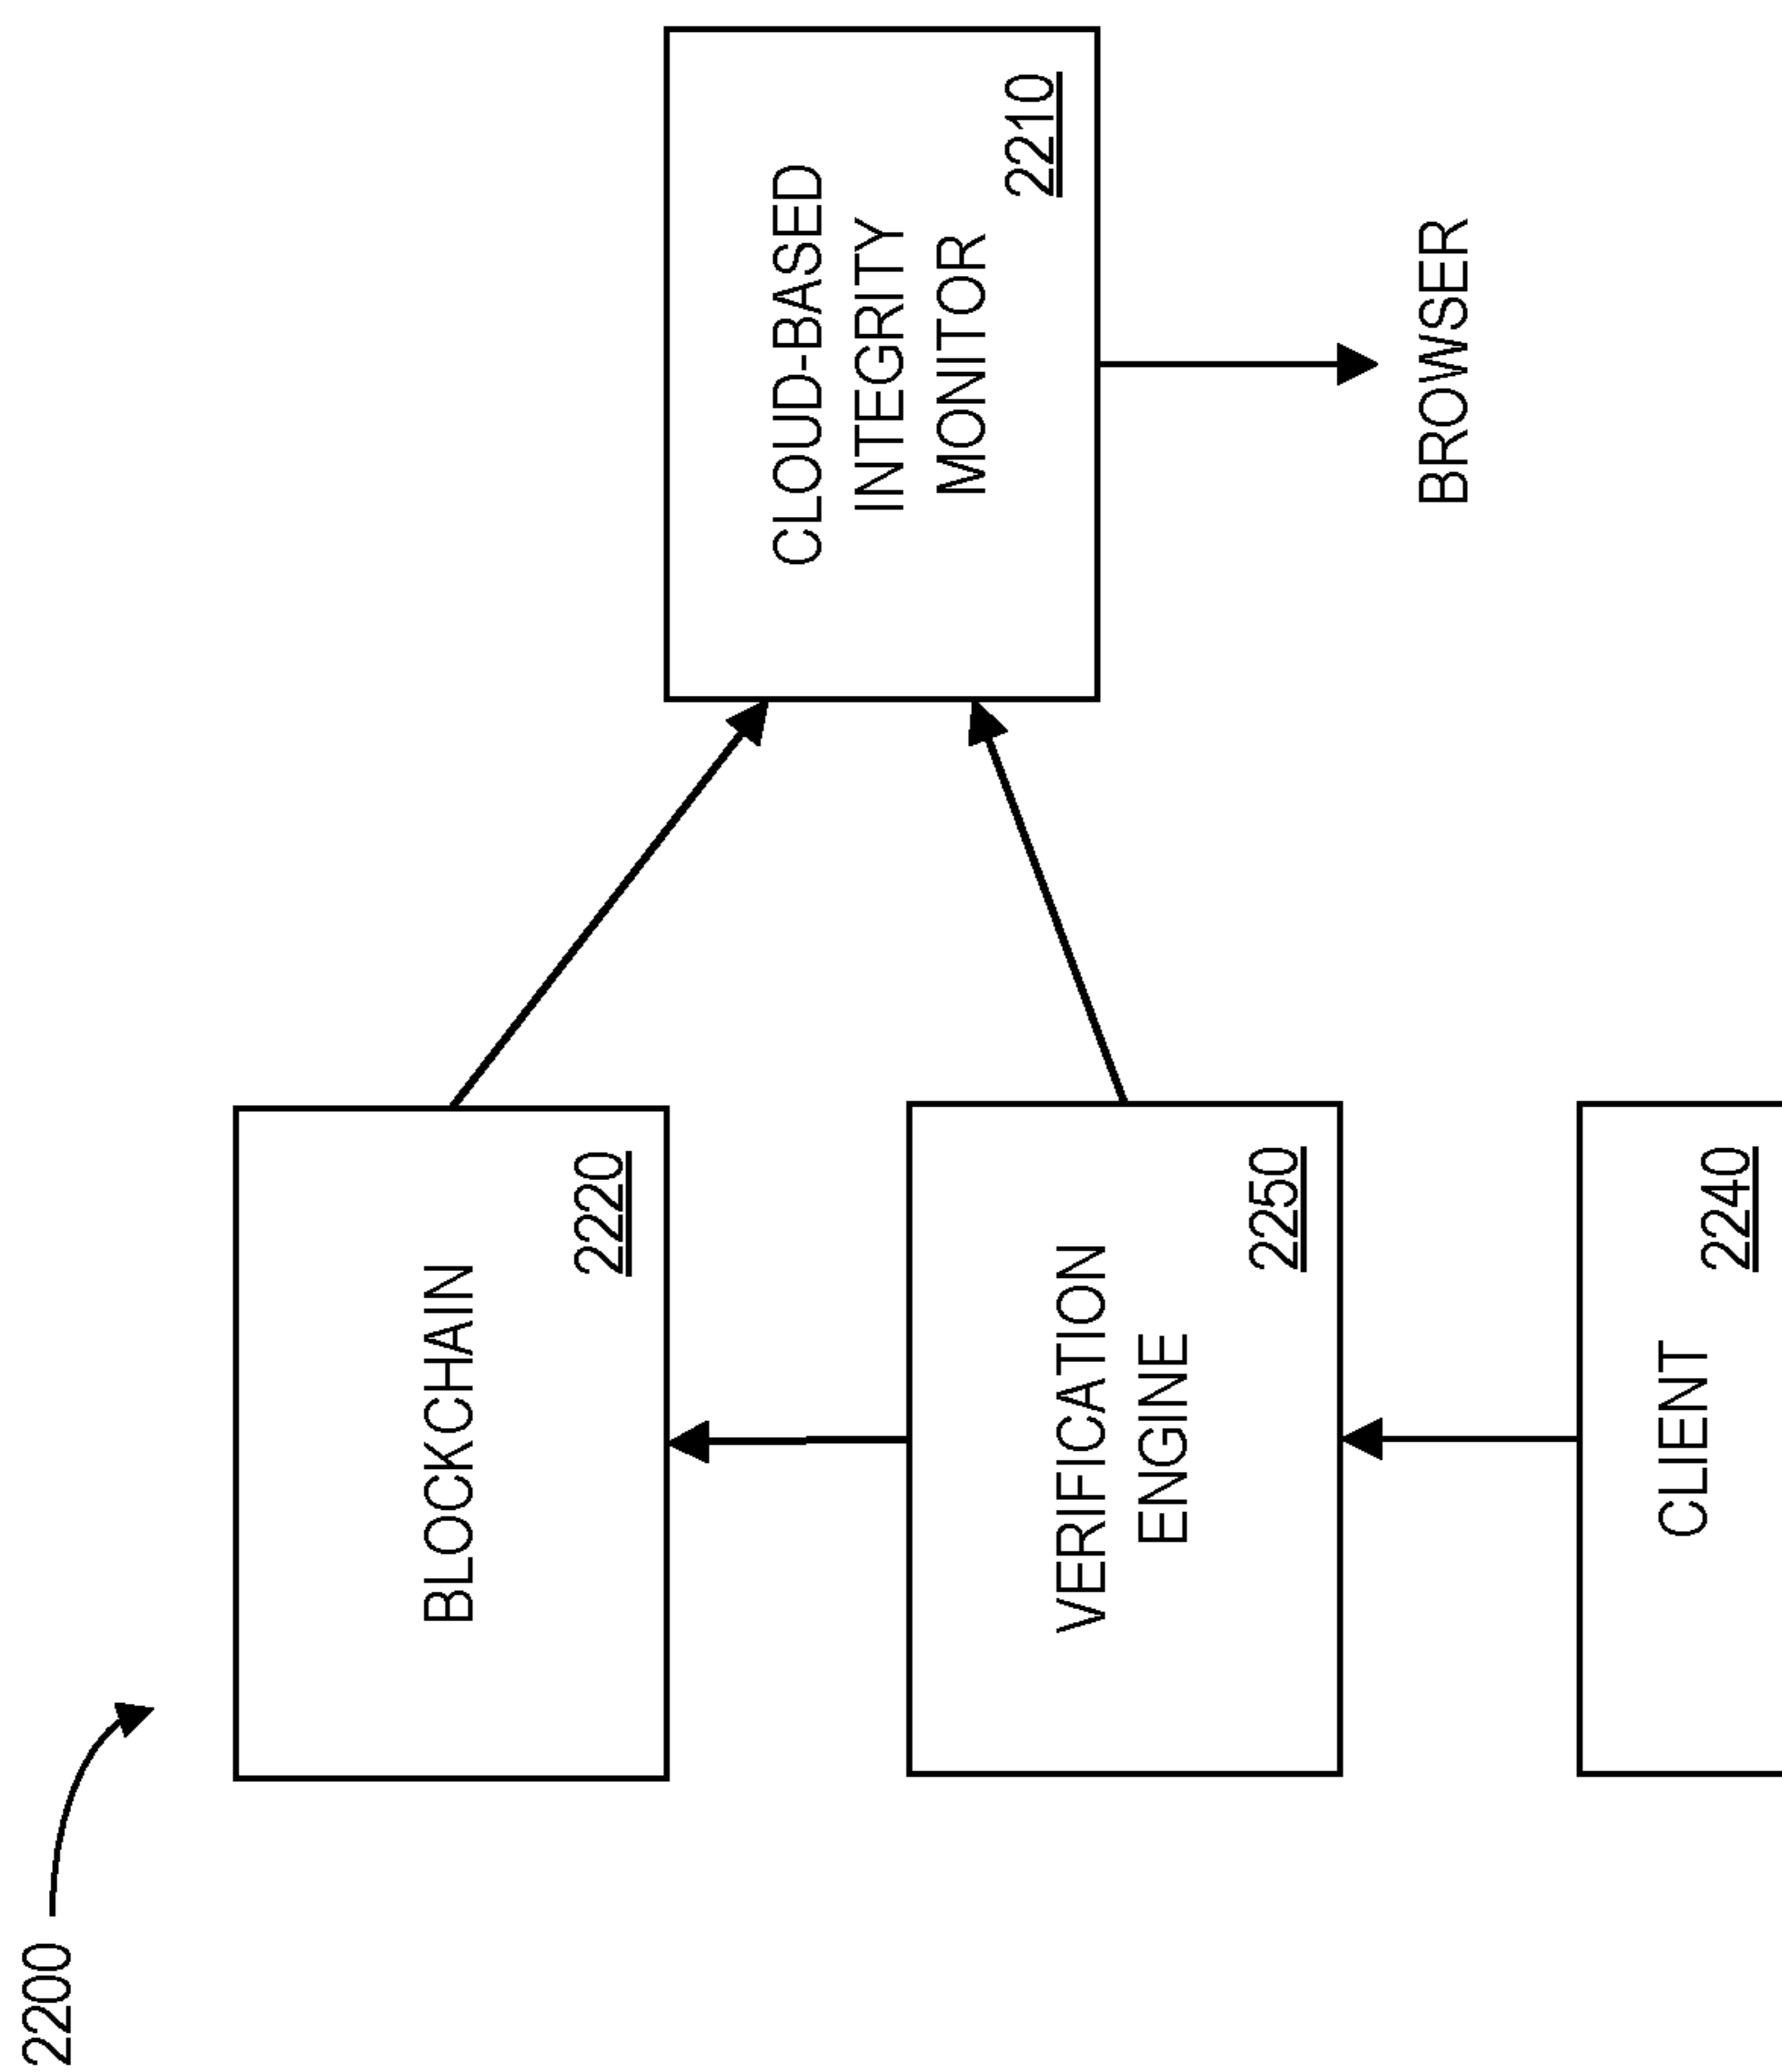 2200
BLOCKCHAIN
2220
VERIFICATION
ENGINE
2250
CLIENT
2240
CLOUD-BASED
INTEGRITY
MONITOR
2210
BROWSER